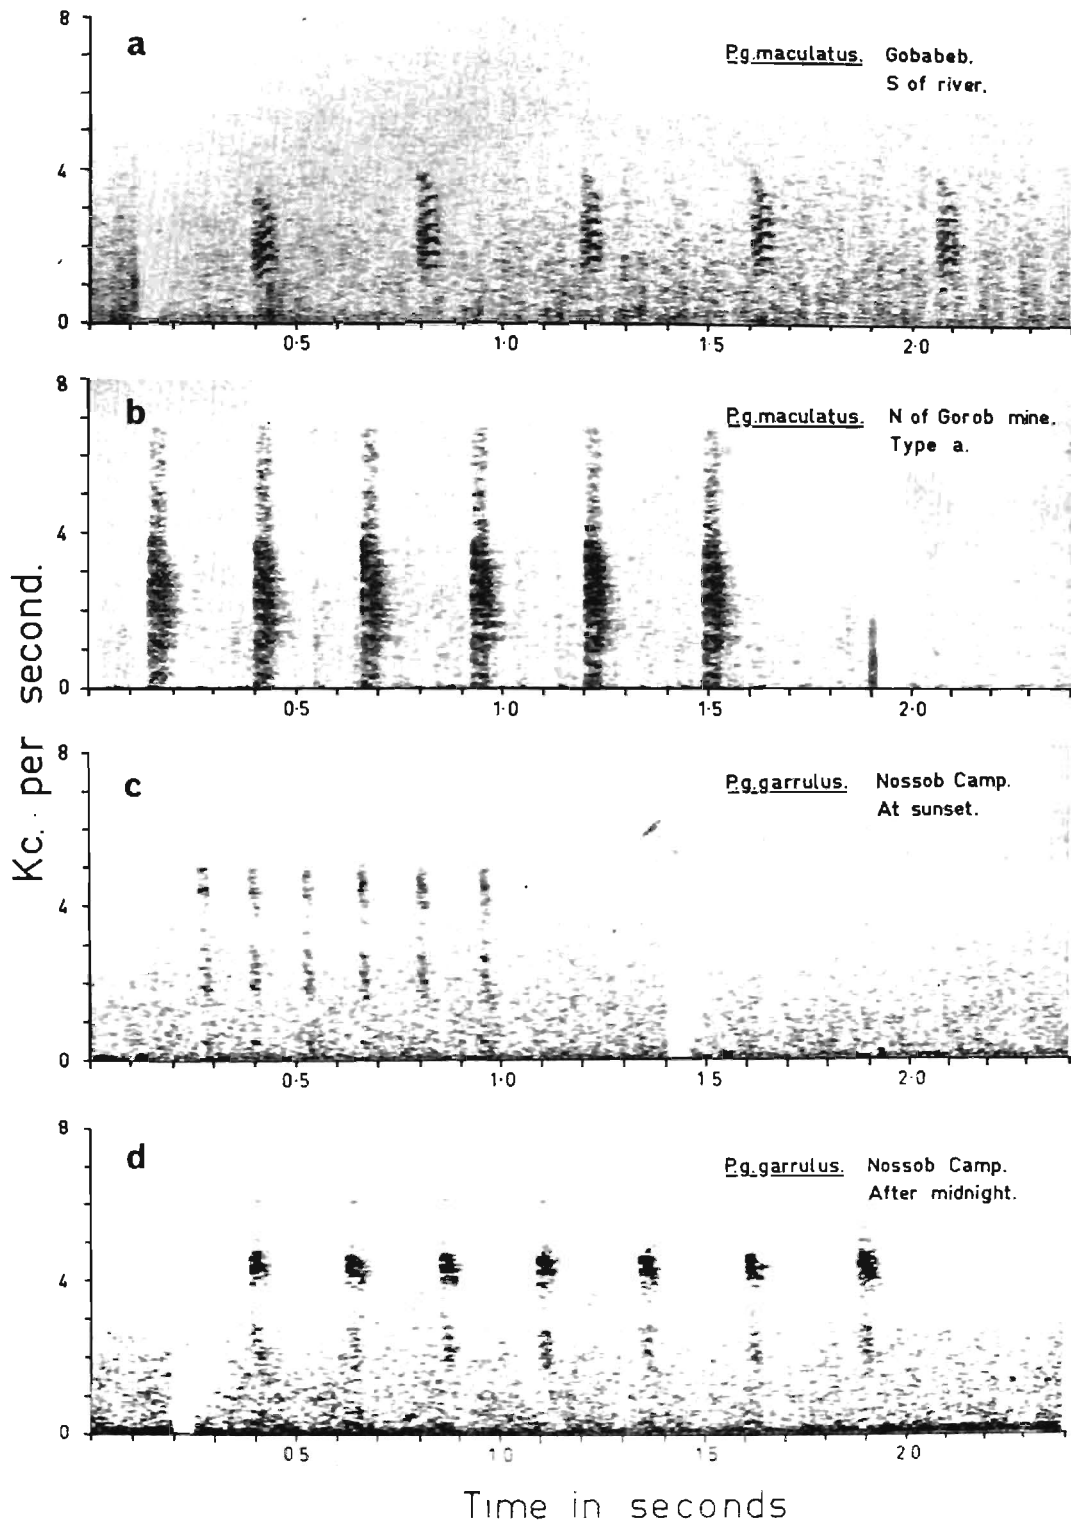 Kc. per second.
8
a
P.g.maculatus. Gobabeb.
S of river.
4
0
0·5 1·0 1·5 2·0
8
b
P.g.maculatus. N of Gorob mine.
Type a.
4
0
0·5 1·0 1·5 2·0
8
c
P.g.garrulus. Nossob Camp.
At sunset.
4
0
0·5 1·0 1 5 2·0
8
d
P.g.garrulus. Nossob Camp.
After midnight.
4
0
0 5 1 0 1 5 2 0
Time in seconds